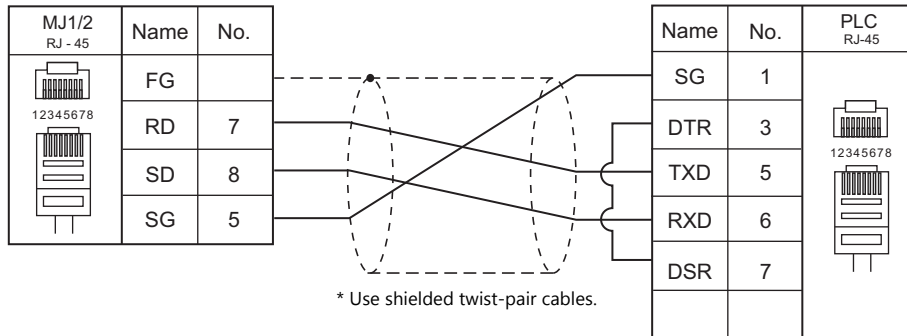 MJ1/2 Name No.
RJ - 45
FG
12345678
RD 7
SD 8
SG 5
Name No. PLC
RJ-45
SG 1
DTR 3
12345678
TXD 5
RXD 6
DSR 7
* Use shielded twist-pair cables.